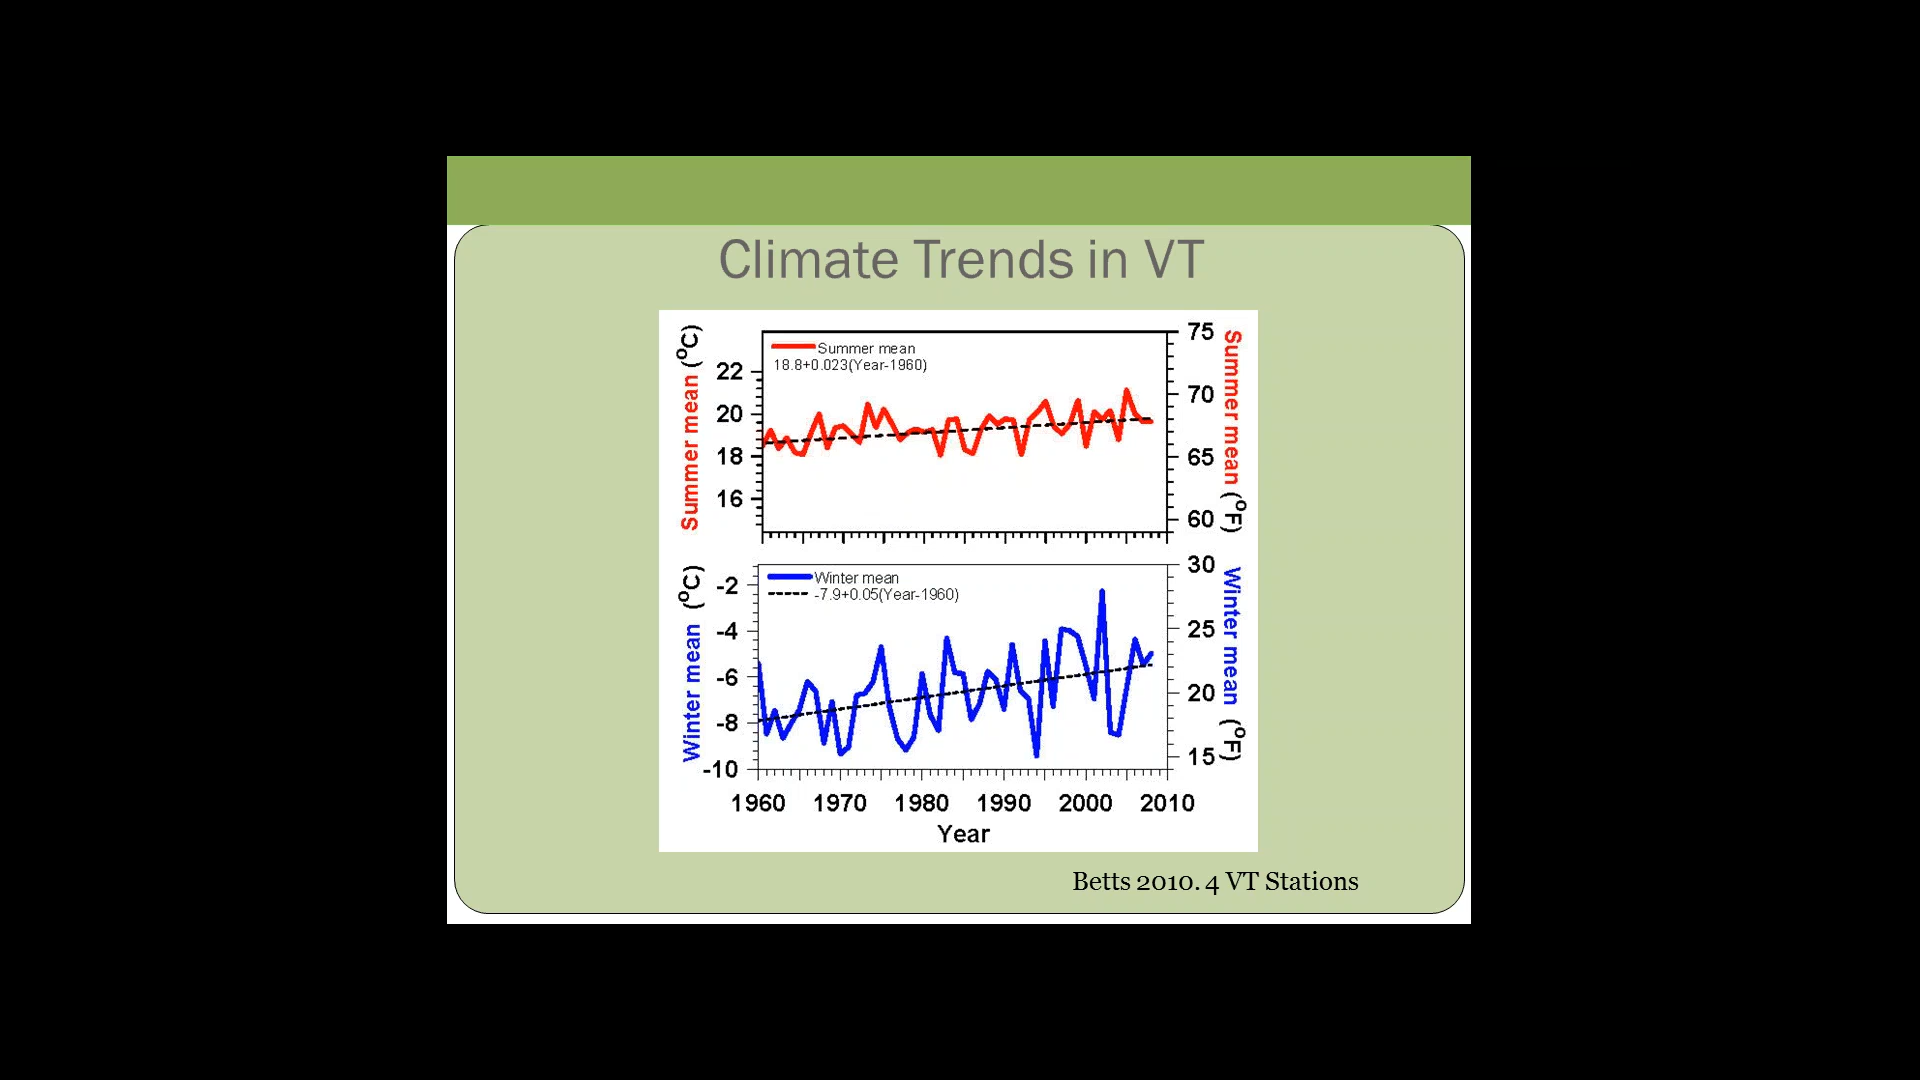 Climate Trends in VT
Summer mean (°C)
22
20
18
16
Summer mean
18.8+0.023(Year-1960)
75
70
65
60
Summer mean (°F)
Winter mean (°C)
-2
-4
-6
-8
-10
Winter mean
-7.9+0.05(Year-1960)
30
25
20
15
Winter mean (°F)
1960 1970 1980 1990 2000 2010
Year
Betts 2010. 4 VT Stations